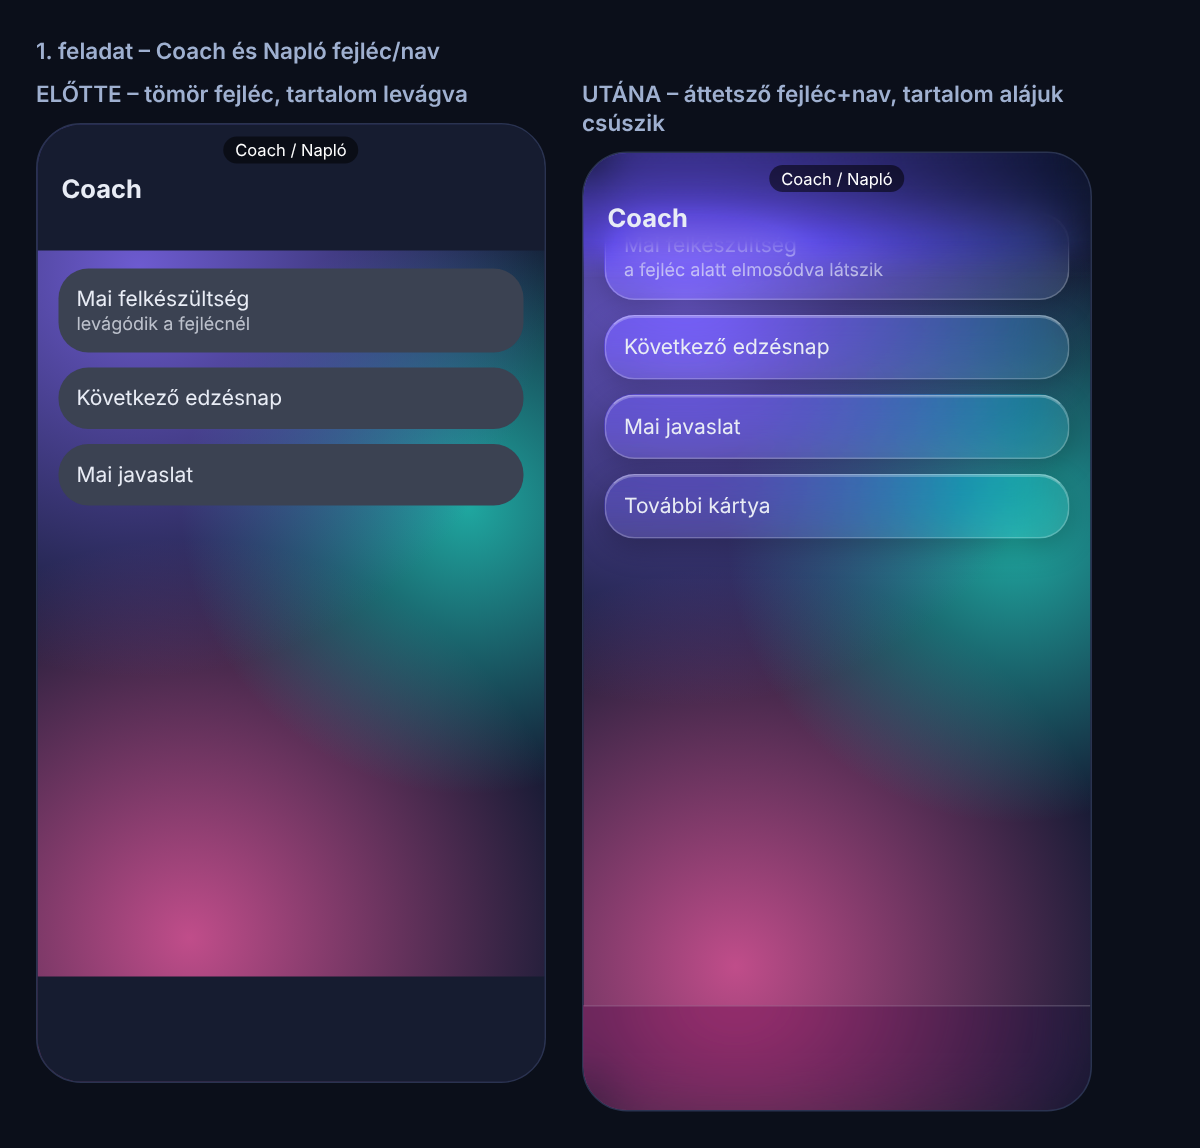 1. feladat – Coach és Napló fejléc/nav
ELŐTTE – tömör fejléc, tartalom levágva
Coach / Napló
Coach
Mai felkészültség
levágódik a fejlécnél
Következő edzésnap
Mai javaslat
UTÁNA – áttetsző fejléc+nav, tartalom alájuk
csúszik
Coach / Napló
Coach
Mai felkészültség
a fejléc alatt elmosódva látszik
Következő edzésnap
Mai javaslat
További kártya